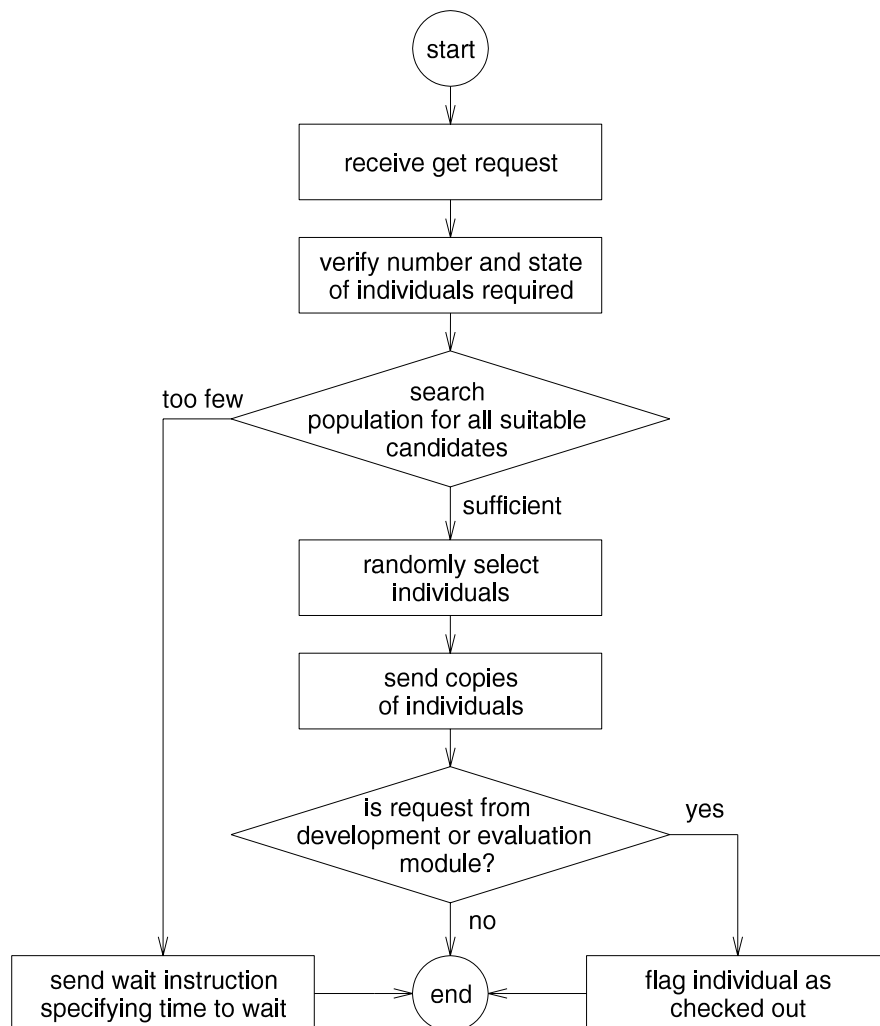 start
receive get request
verify number and state
of individuals required
search
population for all suitable
candidates
too few
sufficient
randomly select
individuals
send copies
of individuals
is request from
development or evaluation
module?
yes
no
send wait instruction
specifying time to wait
end
flag individual as
checked out